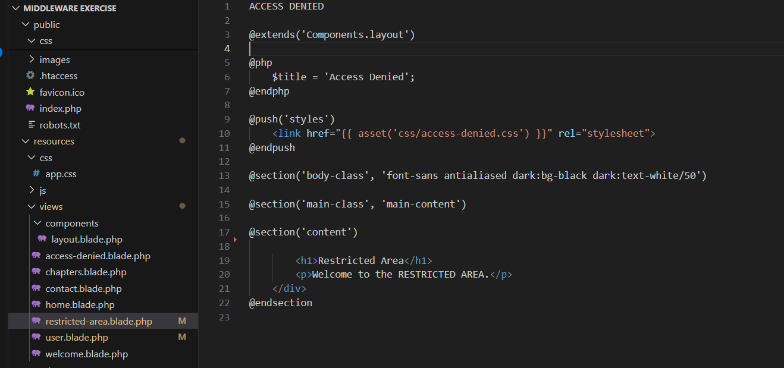 MIDDLEWARE EXERCISE
public
css
images
.htaccess
favicon.ico
index.php
robots.txt
resources
css
# app.css
js
views
components
layout.blade.php
access-denied.blade.php
chapters.blade.php
contact.blade.php
home.blade.php
restricted-area.blade.php M
user.blade.php M
welcome.blade.php
1 ACCESS DENIED
2
3 @extends('Components.layout')
4
5 @php
6 $title = 'Access Denied';
7 @endphp
8
9 @push('styles')
10 <link href="{{ asset('css/access-denied.css') }}" rel="stylesheet">
11 @endpush
12
13 @section('body-class', 'font-sans antialiased dark:bg-black dark:text-white/50')
14
15 @section('main-class', 'main-content')
16
17 @section('content')
18
19 <h1>Restricted Area</h1>
20 <p>Welcome to the RESTRICTED AREA.</p>
21 </div>
22 @endsection
23